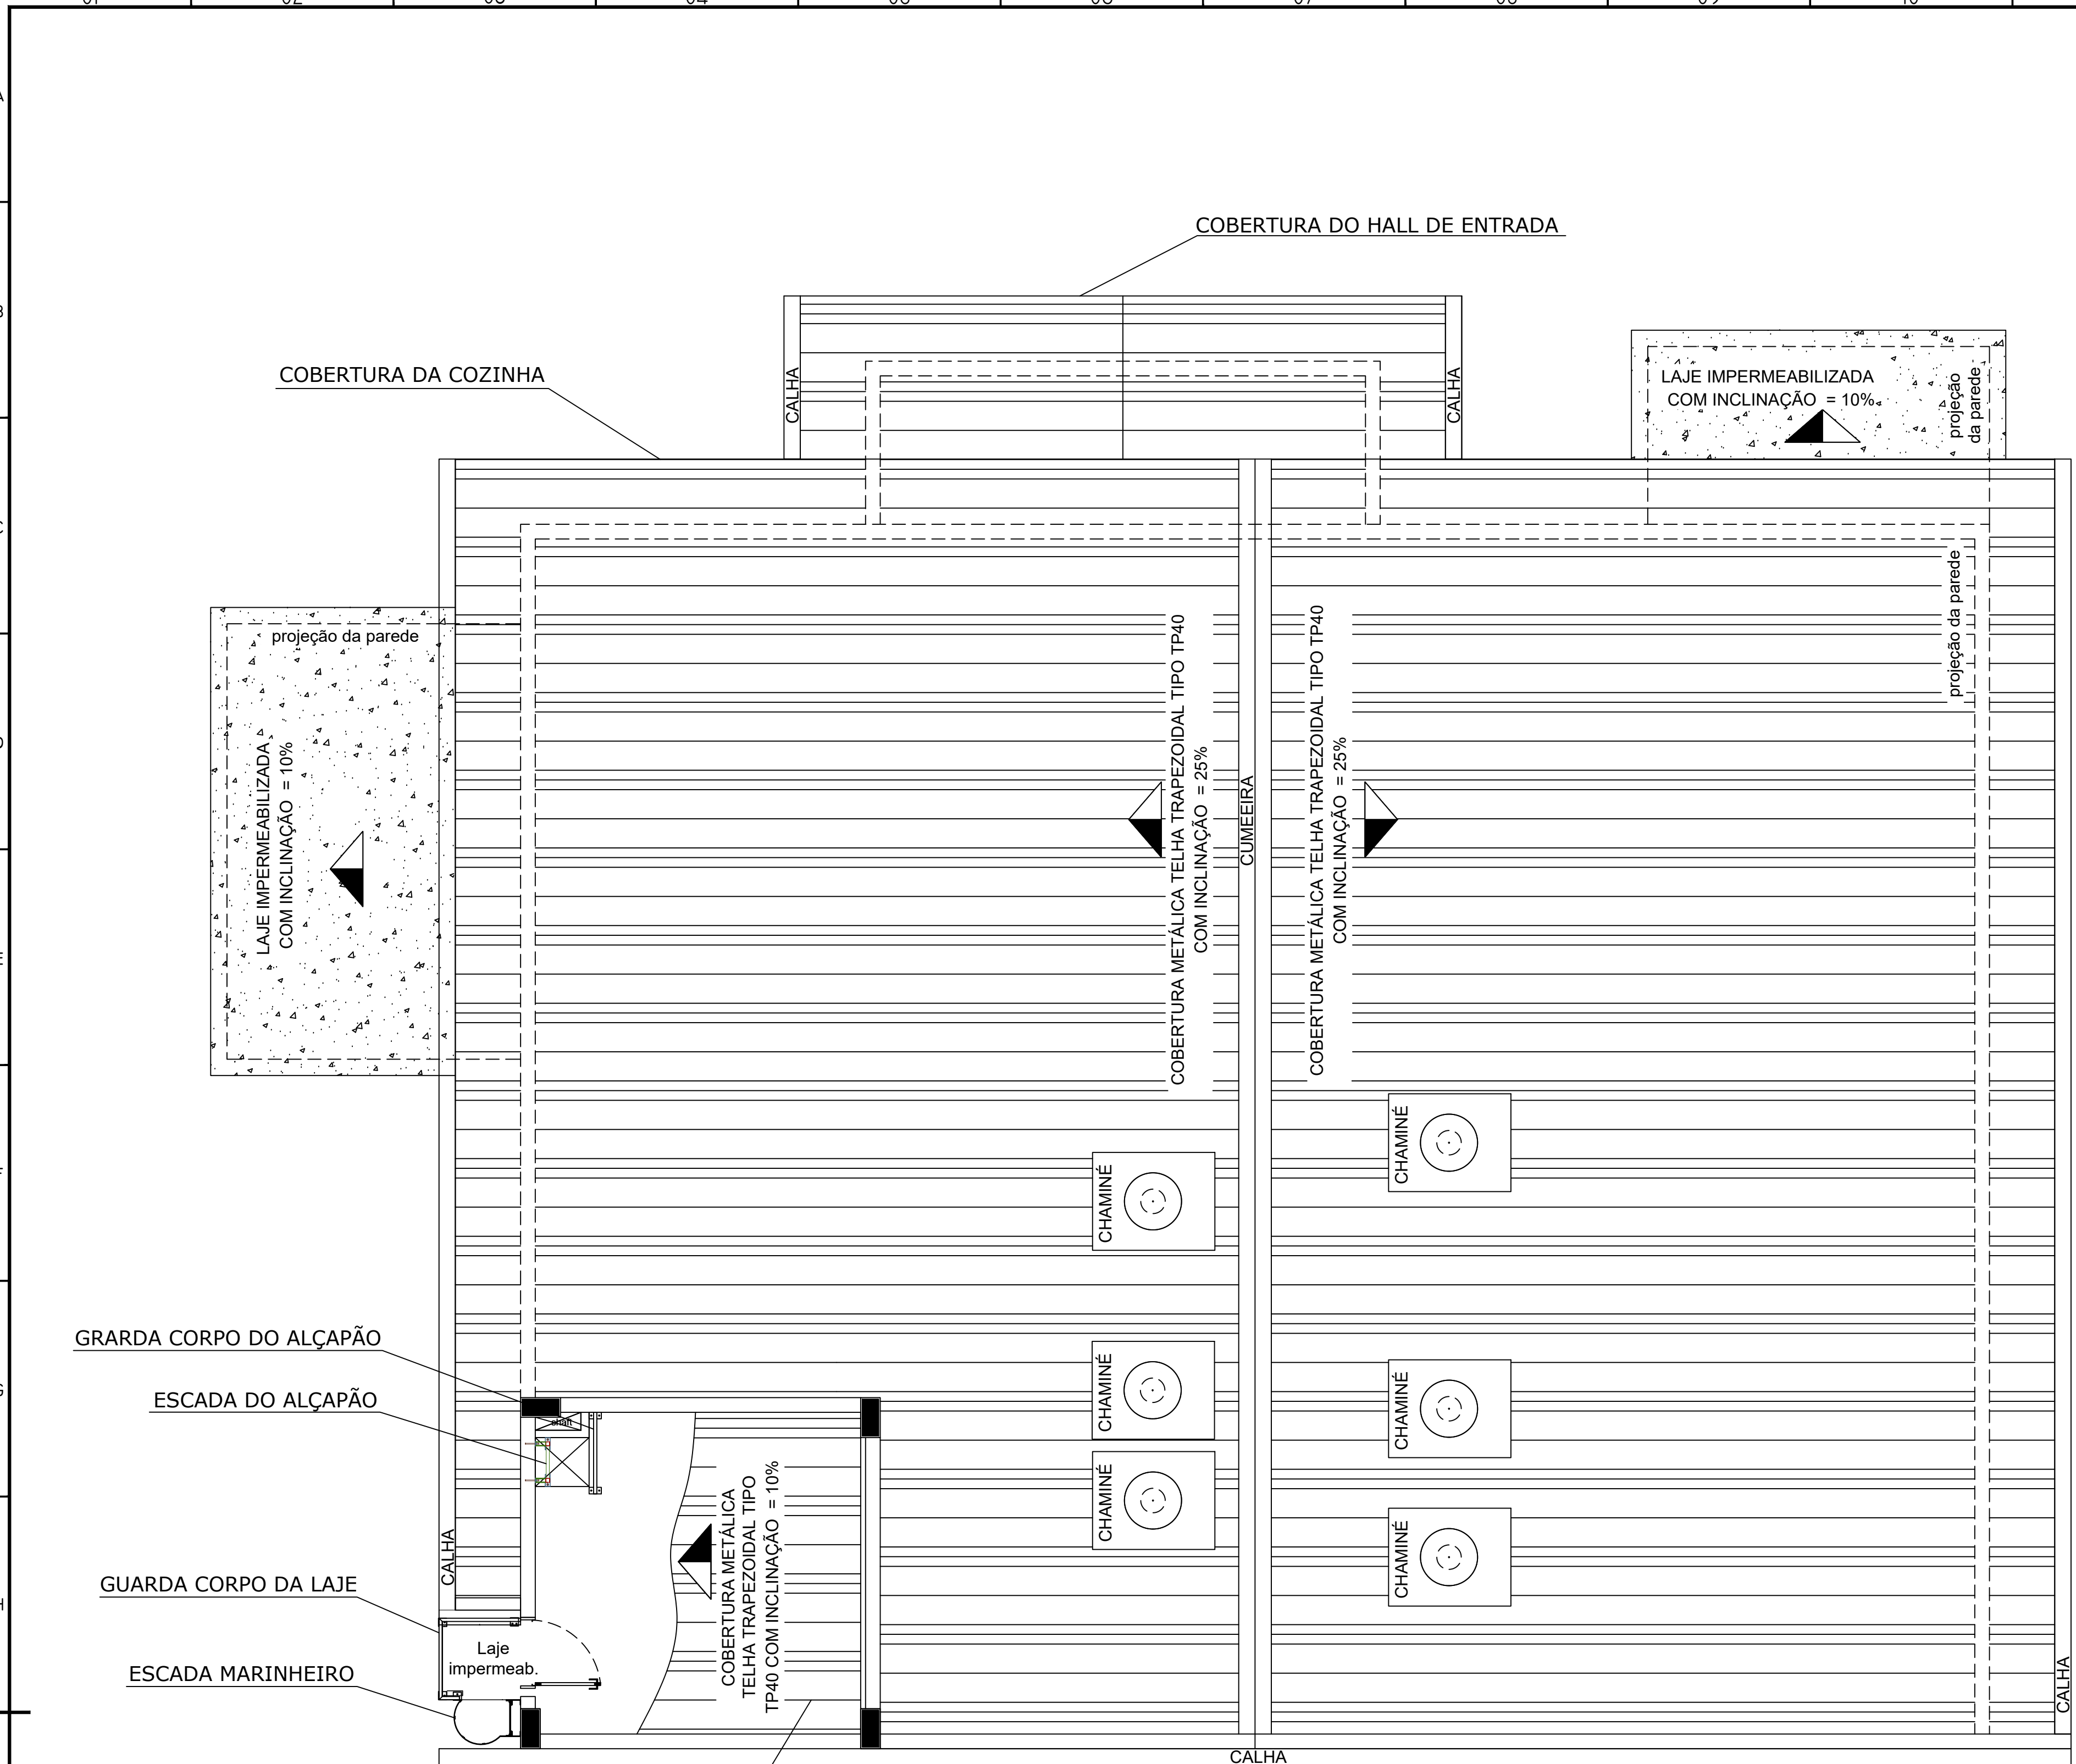 COBERTURA DO HALL DE ENTRADA
COBERTURA DA COZINHA
CALHA
CALHA
LAJE IMPERMEABILIZADA
COM INCLINAÇÃO = 10%
projeção
da parede
projeção da parede
LAJE IMPERMEABILIZADA
COM INCLINAÇÃO = 10%
COBERTURA METÁLICA TELHA TRAPEZOIDAL TIPO TP40
COM INCLINAÇÃO = 25%
CUMEEIRA
COBERTURA METÁLICA TELHA TRAPEZOIDAL TIPO TP40
COM INCLINAÇÃO = 25%
projeção da parede
CHAMINÉ
CHAMINÉ
GRARDA CORPO DO ALÇAPÃO
ESCADA DO ALÇAPÃO
shaft
CHAMINÉ
CHAMINÉ
CHAMINÉ
CHAMINÉ
COBERTURA METÁLICA
TELHA TRAPEZOIDAL TIPO
TP40 COM INCLINAÇÃO = 10%
CALHA
GUARDA CORPO DA LAJE
Laje
impermeab.
ESCADA MARINHEIRO
CALHA
CALHA